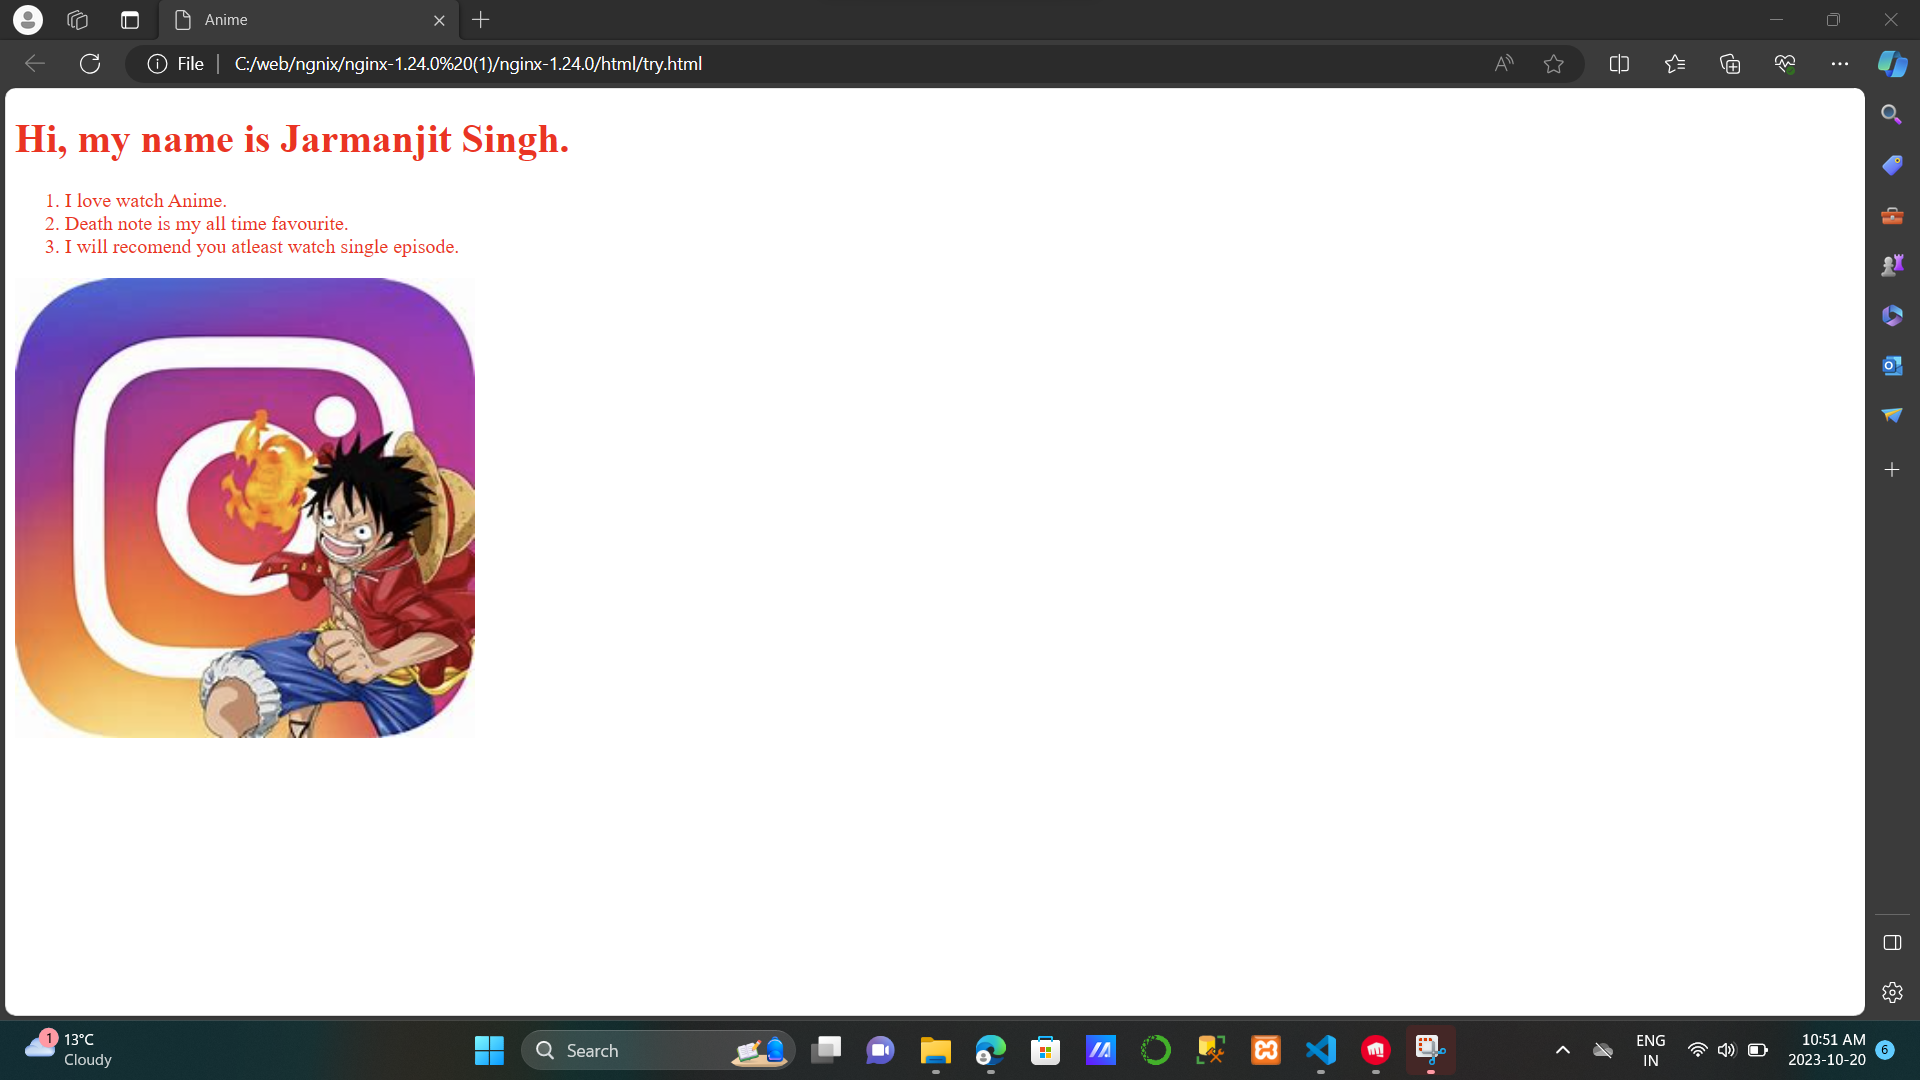 Anime
File
C:/web/ngnix/nginx-1.24.0%20(1)/nginx-1.24.0/html/try.html
Hi, my name is Jarmanjit Singh.
1. I love watch Anime.
2. Death note is my all time favourite.
3. I will recomend you atleast watch single episode.
1
13°C
Cloudy
Search
ENG
IN
10:51 AM
2023-10-20
6